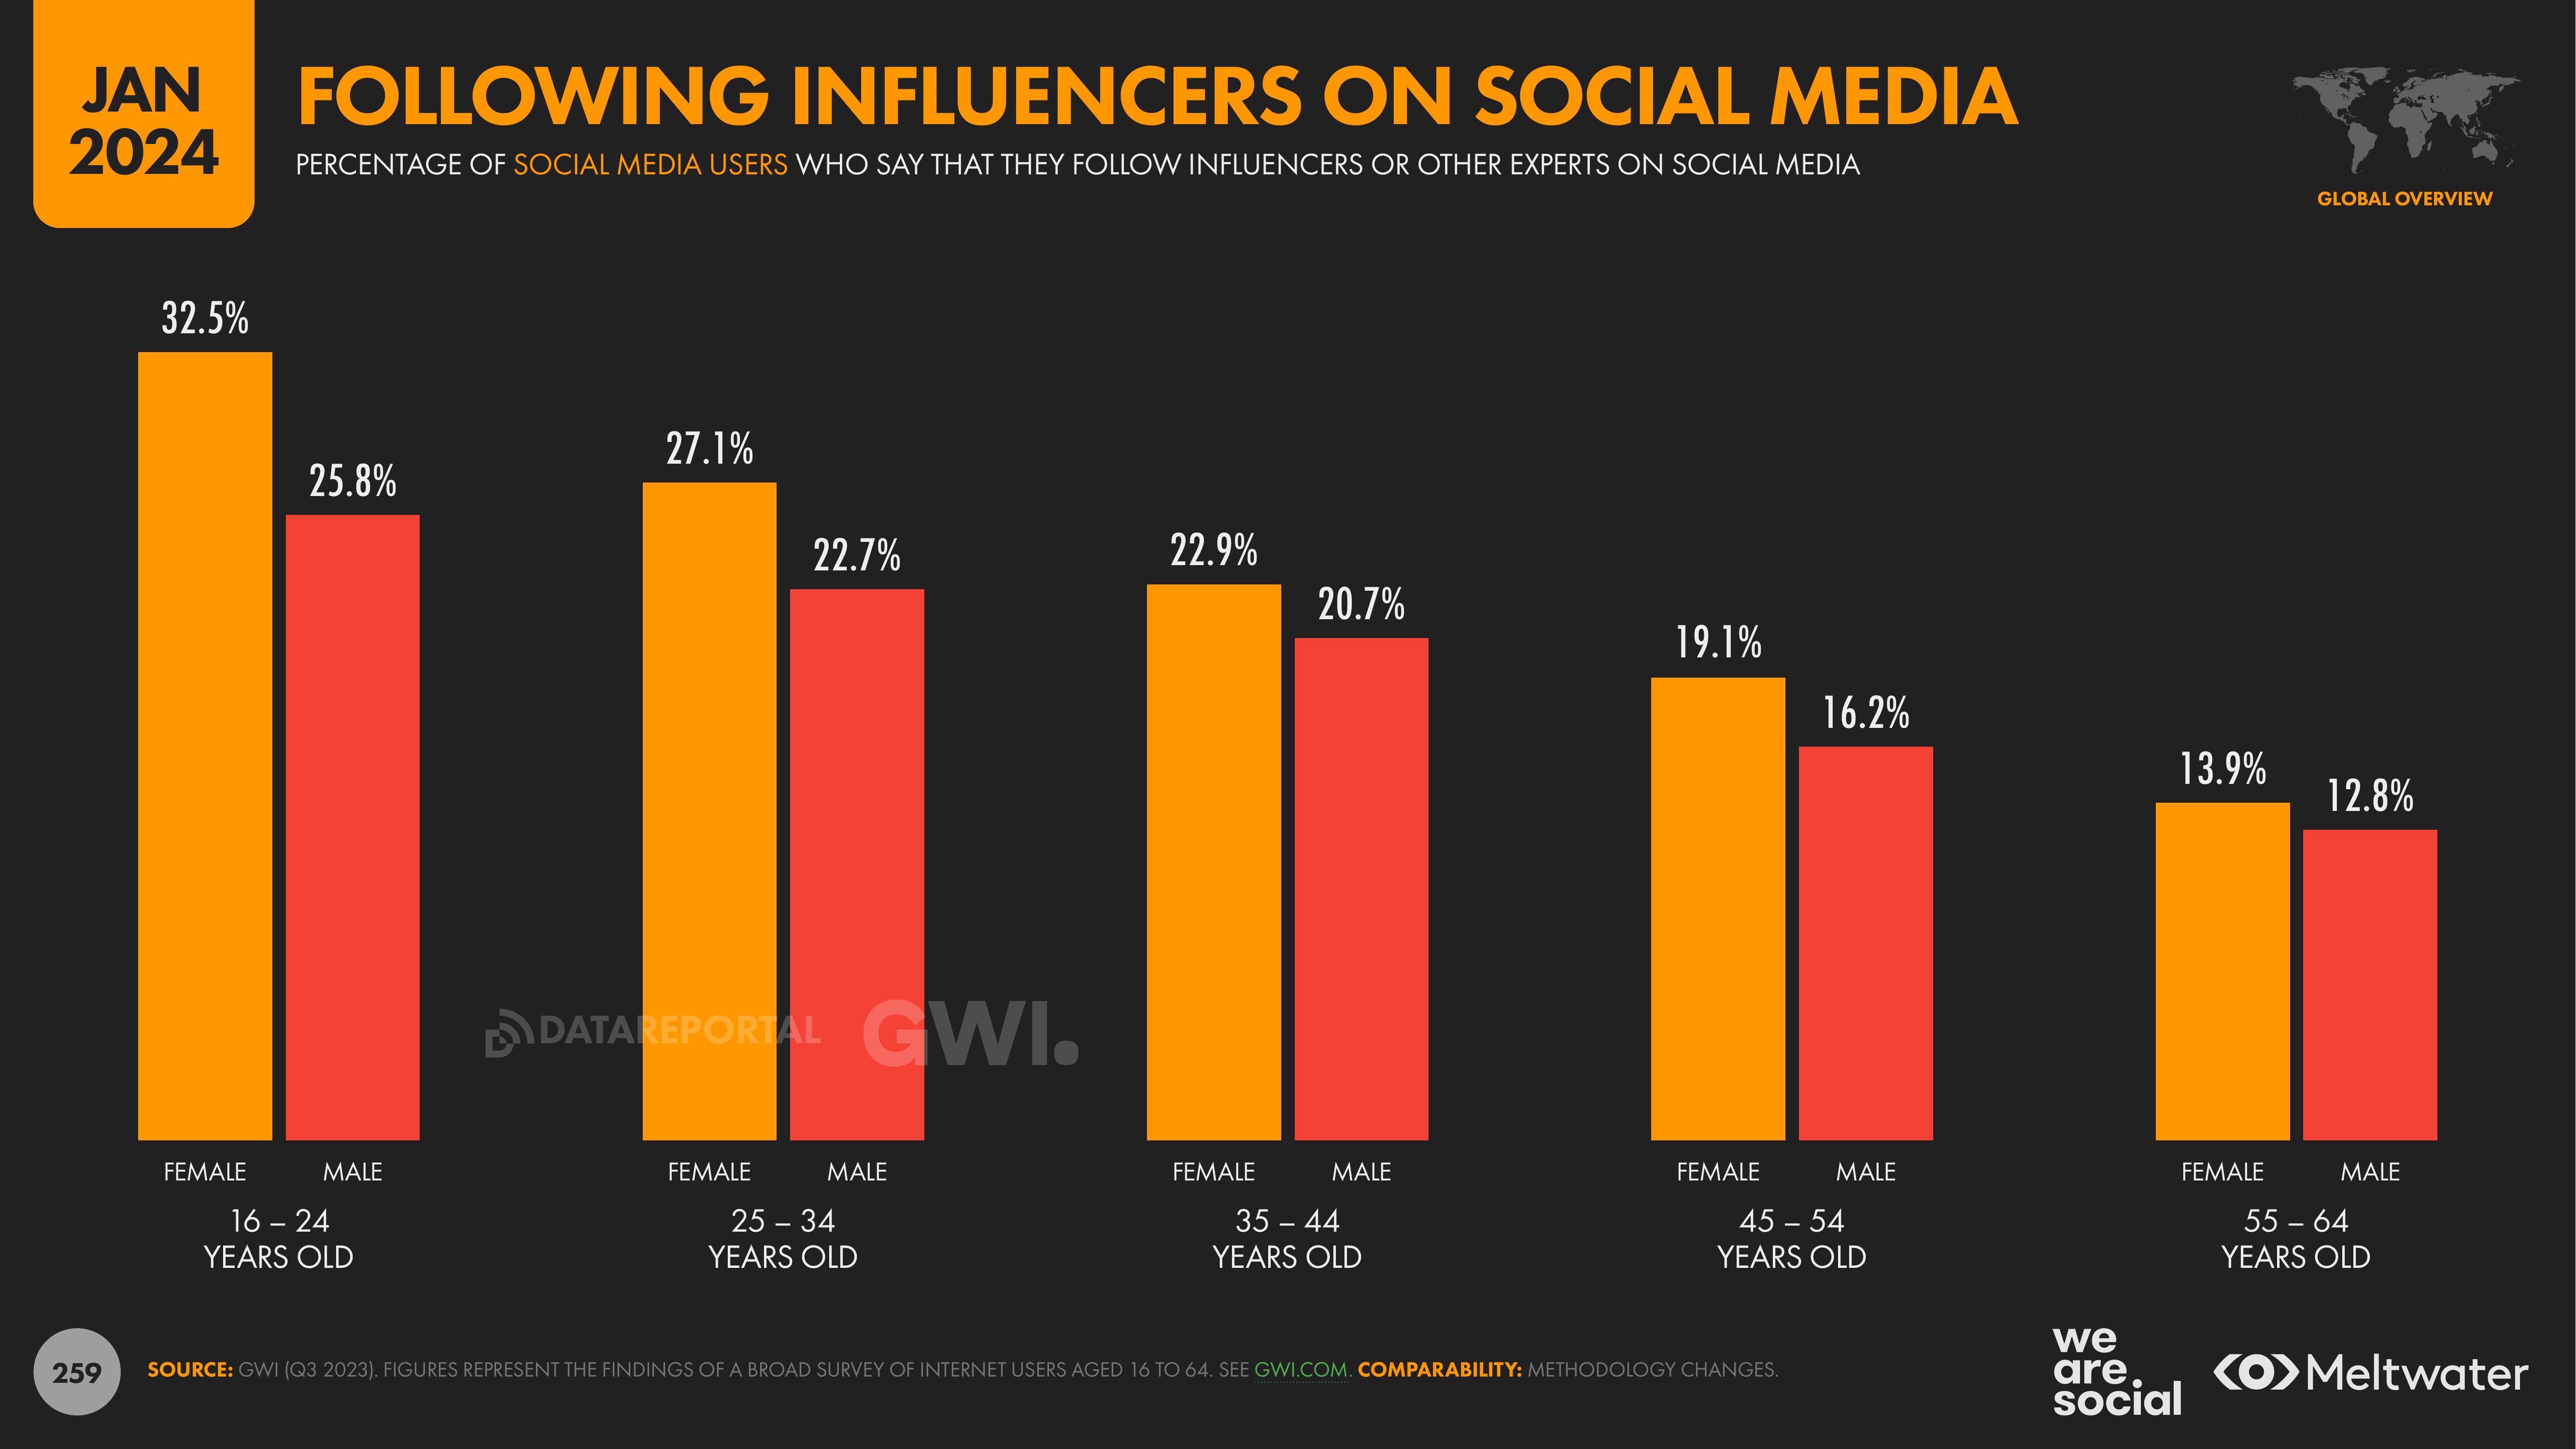 JAN
2024
FOLLOWING INFLUENCERS ON SOCIAL MEDIA
PERCENTAGE OF SOCIAL MEDIA USERS WHO SAY THAT THEY FOLLOW INFLUENCERS OR OTHER EXPERTS ON SOCIAL MEDIA
GLOBAL OVERVIEW
32.5%
25.8%
27.1%
22.7%
22.9%
20.7%
19.1%
16.2%
13.9%
12.8%
DATAREPORTAL
GWI.
FEMALE MALE FEMALE MALE FEMALE MALE FEMALE MALE FEMALE MALE
16 – 24 25 – 34 35 – 44 45 – 54 55 – 64
YEARS OLD YEARS OLD YEARS OLD YEARS OLD YEARS OLD
259
SOURCE: GWI (Q3 2023). FIGURES REPRESENT THE FINDINGS OF A BROAD SURVEY OF INTERNET USERS AGED 16 TO 64. SEE GWI.COM. COMPARABILITY: METHODOLOGY CHANGES.
we
are
social
Meltwater